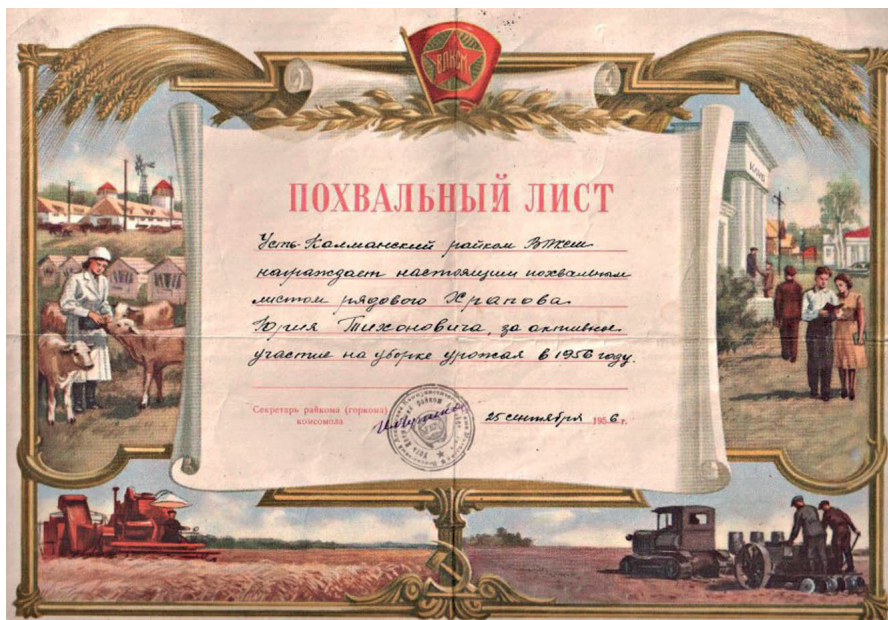 ВЛКСМ
ПОХВАЛЬНЫЙ ЛИСТ
Усть-Калманский райком ВЛКСМ
награждает настоящим похвальным
листом рядового Храпова
Юрия Тихоновича, за активное
участие на уборке урожая в 1956 году.
Секретарь райкома (горкома)
комсомола
25 сентября 1956 г.